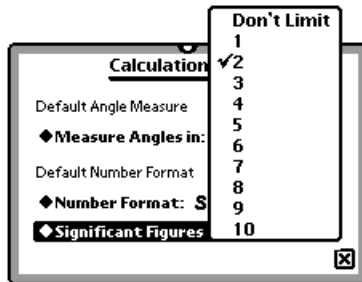 Calculation
Default Angle Measure
◆Measure Angles in:
Default Number Format
◆Number Format: S
◆Significant Figures
Don't Limit
1
✓2
3
4
5
6
7
8
9
10